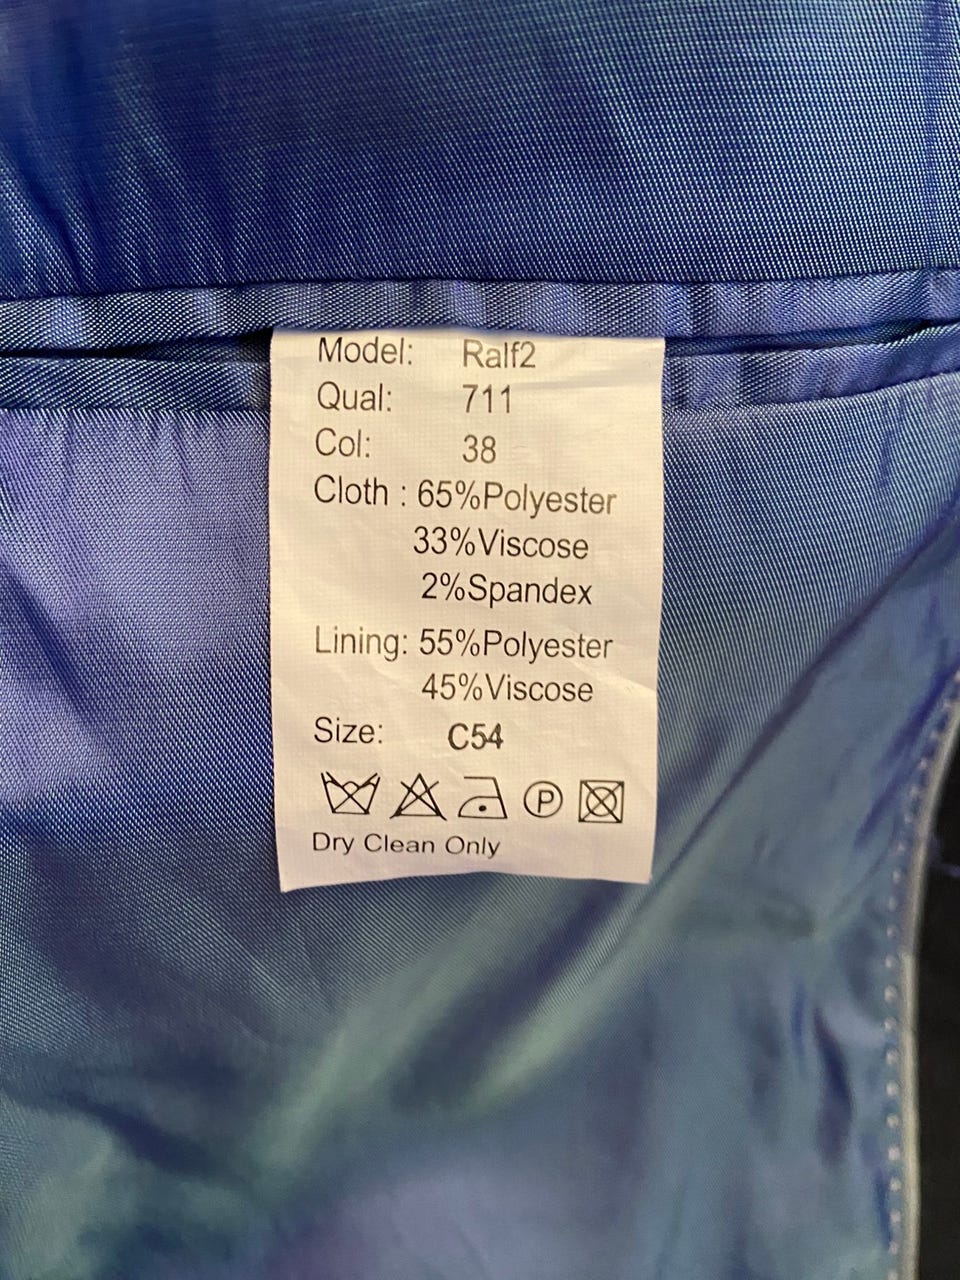 Model: Ralf2
Qual: 711
Col: 38
Cloth : 65%Polyester
33%Viscose
2%Spandex
Lining: 55%Polyester
45%Viscose
Size: C54
P
Dry Clean Only